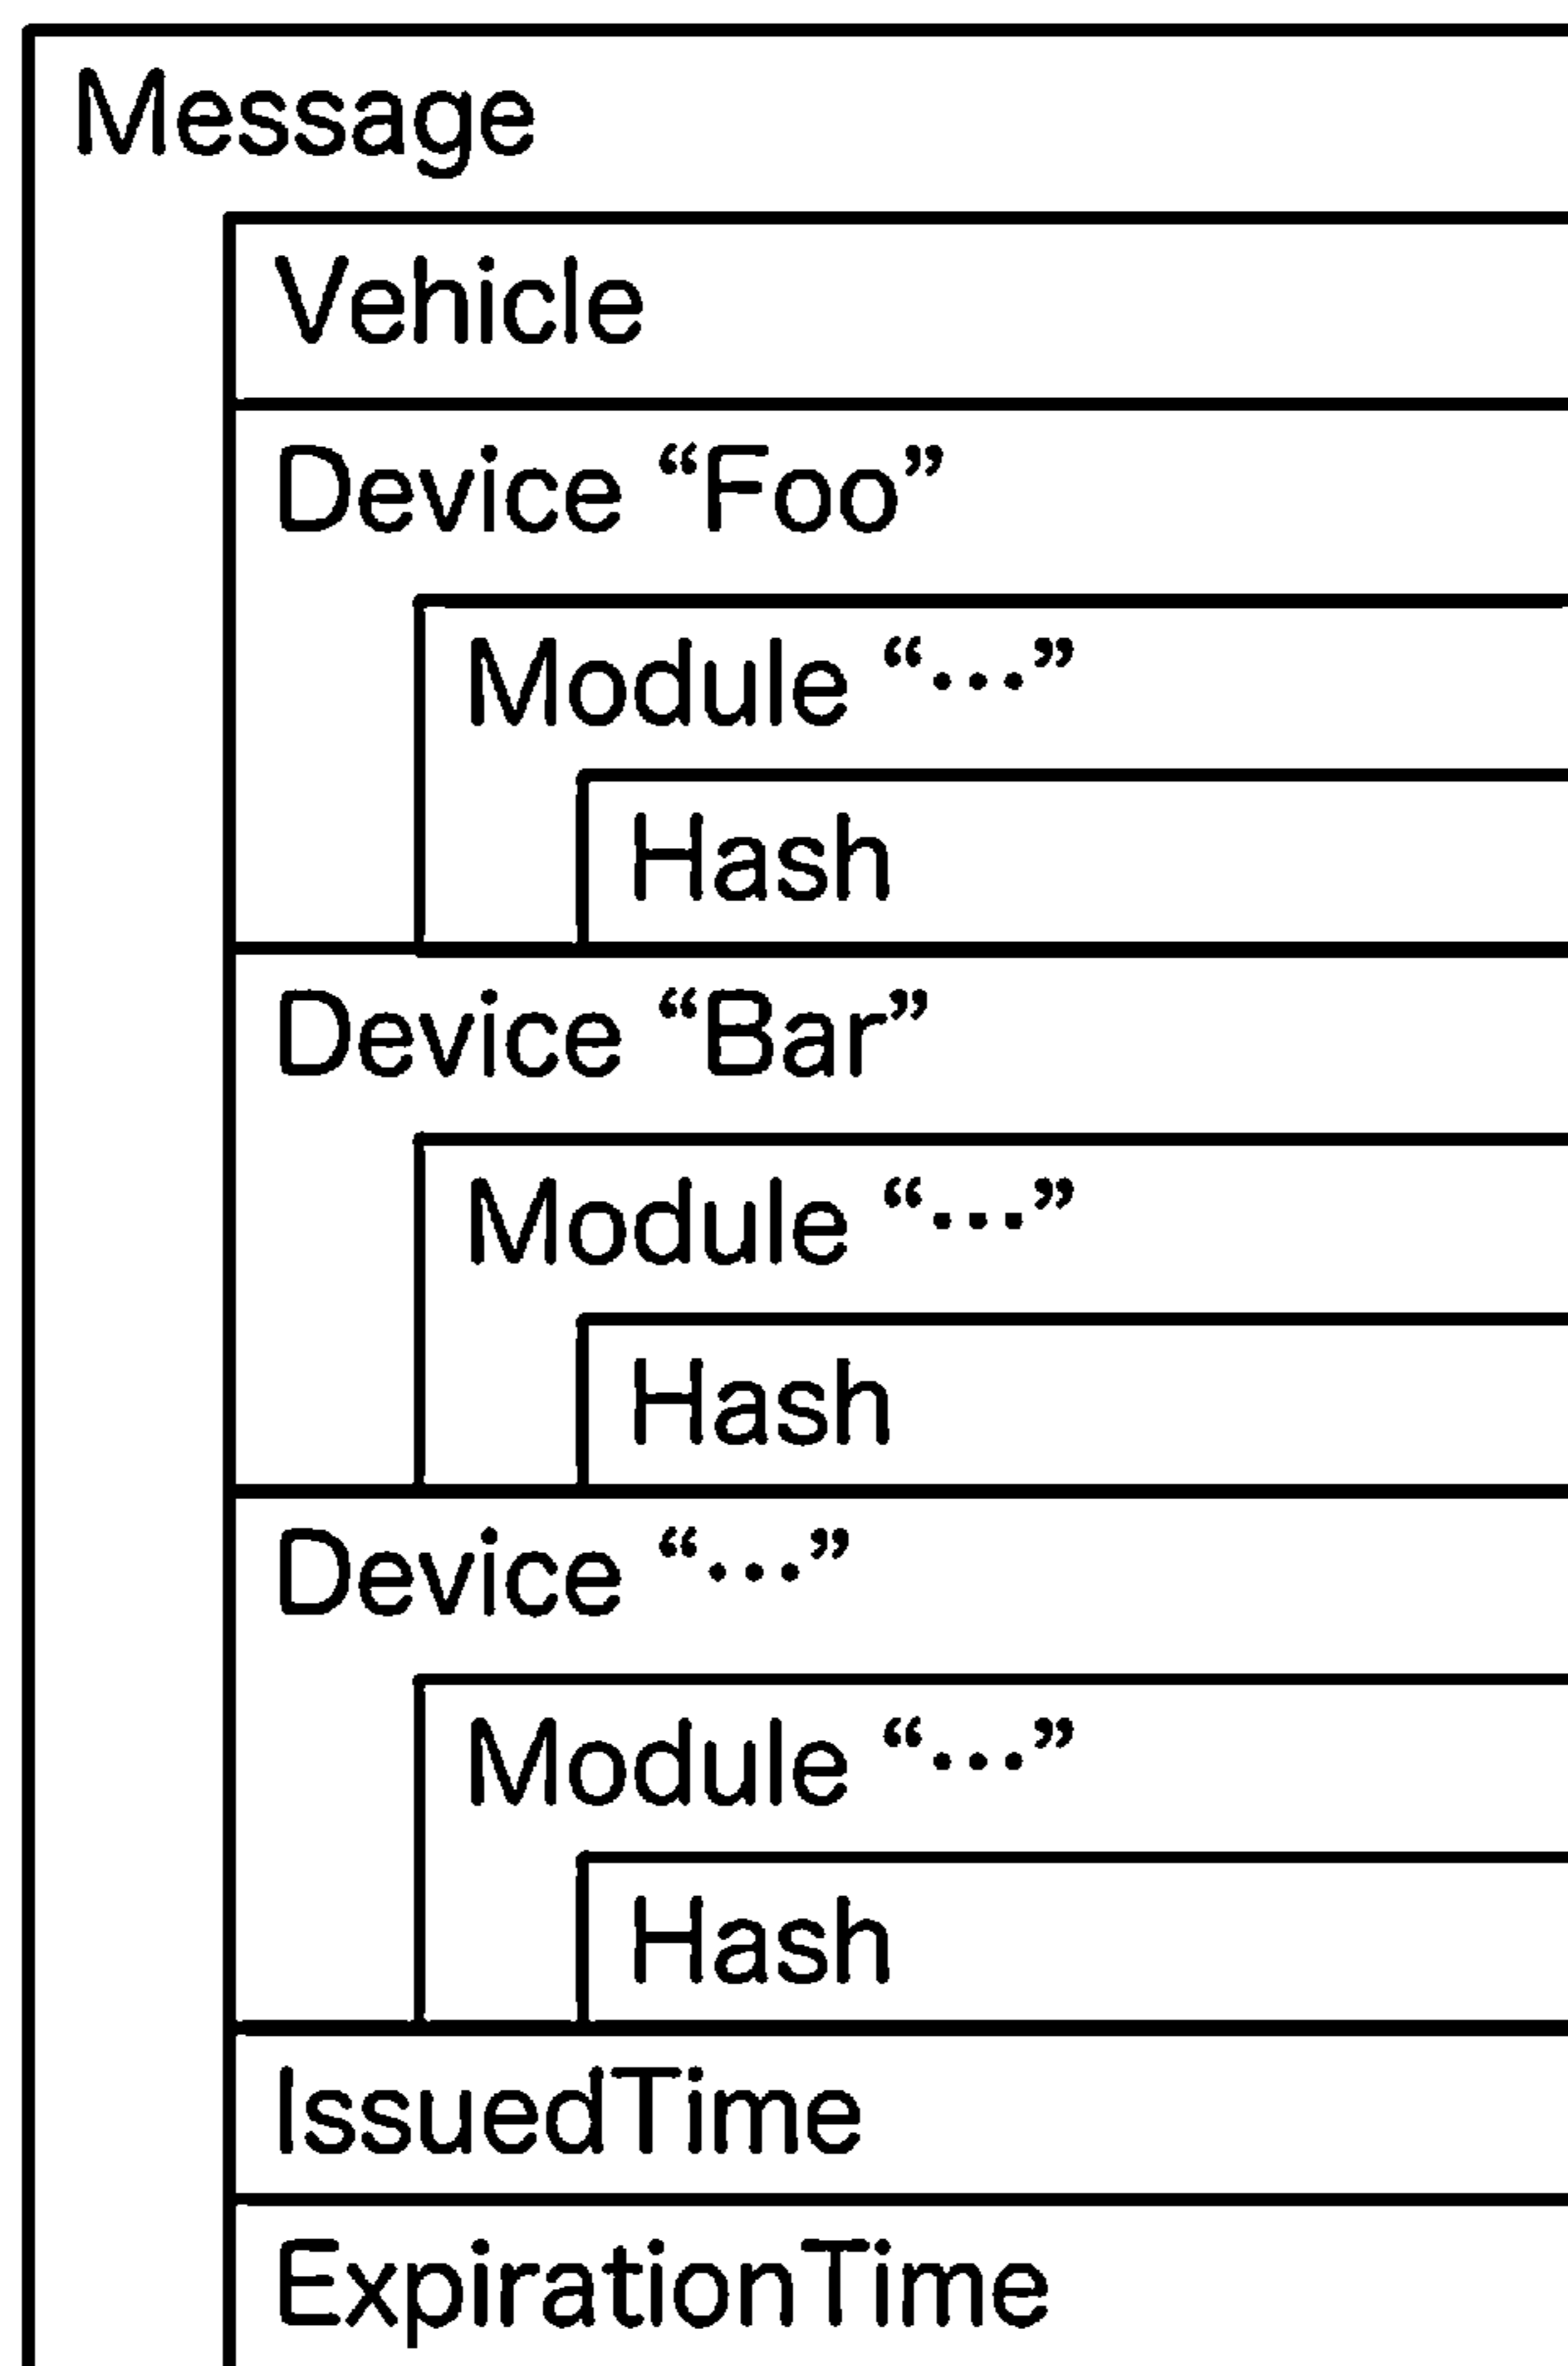 Message
Vehicle
Device “Foo”
Module “···”
Hash
Device “Bar”
Module “···”
Hash
Device “···”
Module “···”
Hash
IssuedTime
ExpirationTime